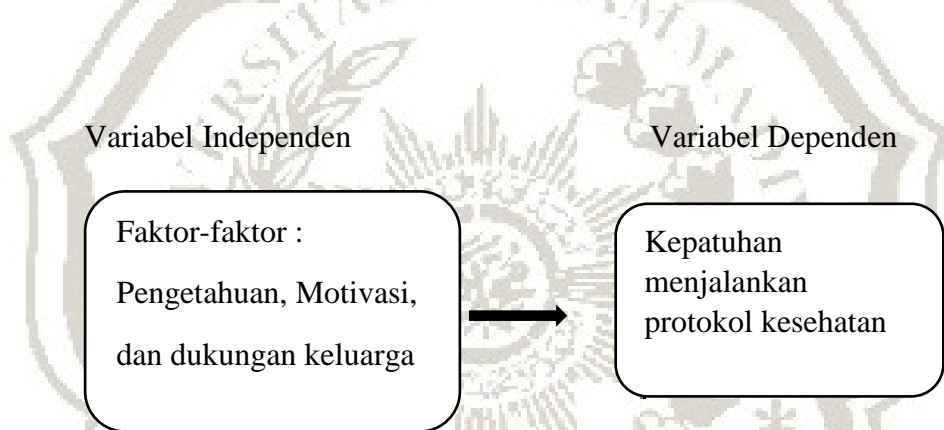 Variabel Independen
Variabel Dependen
Faktor-faktor :
Pengetahuan, Motivasi,
dan dukungan keluarga
Kepatuhan
menjalankan
protokol kesehatan